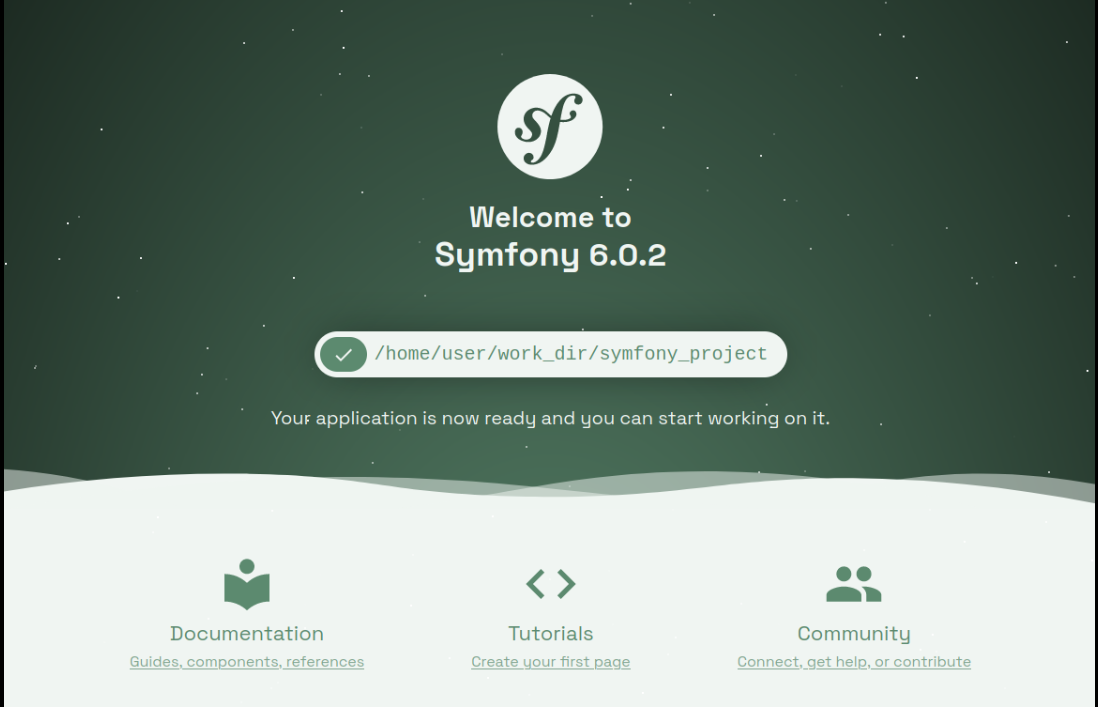 sf
Welcome to
Symfony 6.0.2
/home/user/work_dir/symfony_project
Your application is now ready and you can start working on it.
Documentation
Guides, components, references
Tutorials
Create your first page
Community
Connect, get help, or contribute